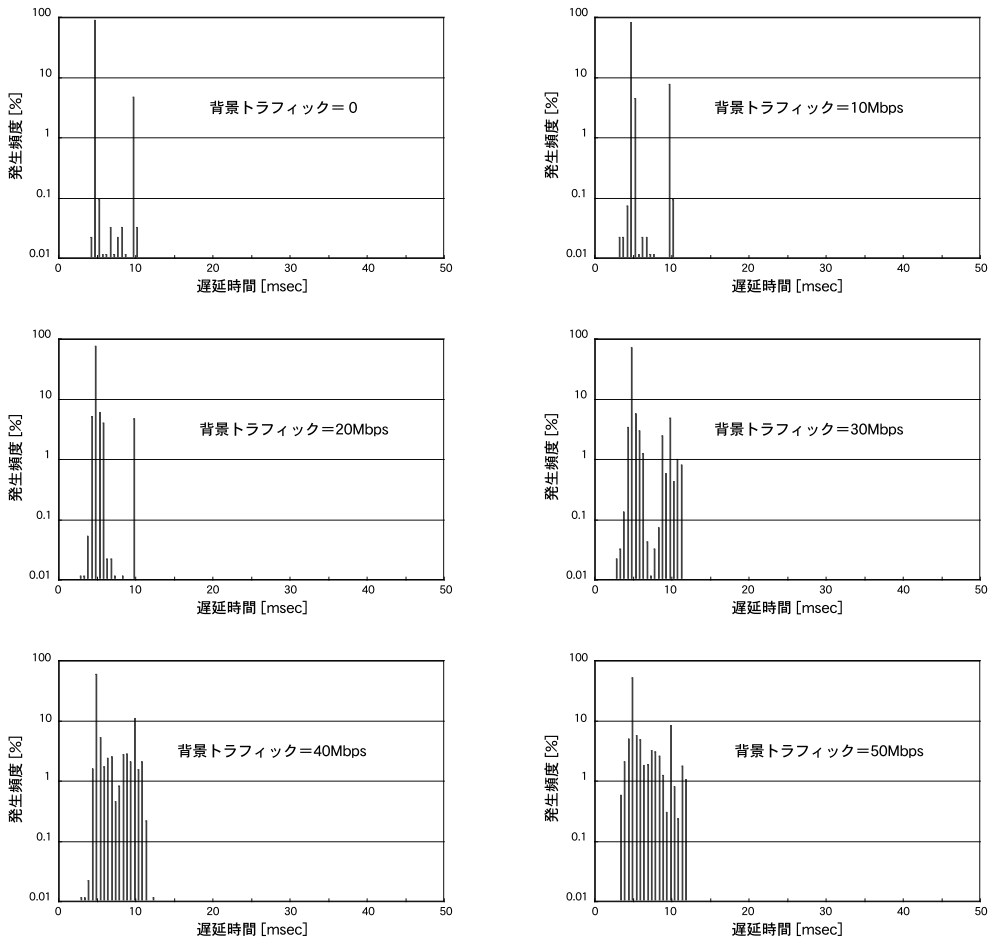 100
10
1
0.1
0.01
発生頻度 [%]
背景トラフィック＝ 0
0 10 20 30 40 50
遅延時間 [msec]
100
10
1
0.1
0.01
発生頻度 [%]
背景トラフィック＝10Mbps
0 10 20 30 40 50
遅延時間 [msec]
100
10
1
0.1
0.01
発生頻度 [%]
背景トラフィック＝20Mbps
0 10 20 30 40 50
遅延時間 [msec]
100
10
1
0.1
0.01
発生頻度 [%]
背景トラフィック＝30Mbps
0 10 20 30 40 50
遅延時間 [msec]
100
10
1
0.1
0.01
発生頻度 [%]
背景トラフィック＝40Mbps
0 10 20 30 40 50
遅延時間 [msec]
100
10
1
0.1
0.01
発生頻度 [%]
背景トラフィック＝50Mbps
0 10 20 30 40 50
遅延時間 [msec]